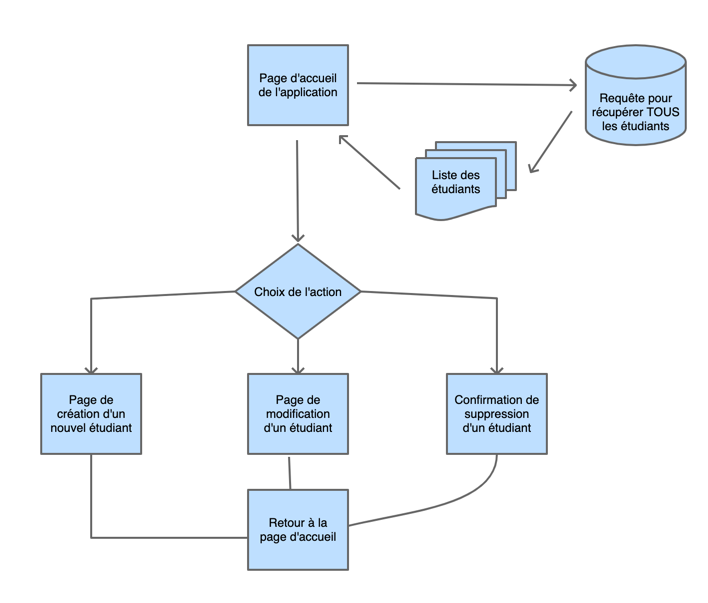 Page d'accueil
de l'application
Requête pour
récupérer TOUS
les étudiants
Liste des
étudiants
Choix de l'action
Page de
création d'un
nouvel étudiant
Page de
modification
d'un étudiant
Confirmation de
suppression
d'un étudiant
Retour à la
page d'accueil